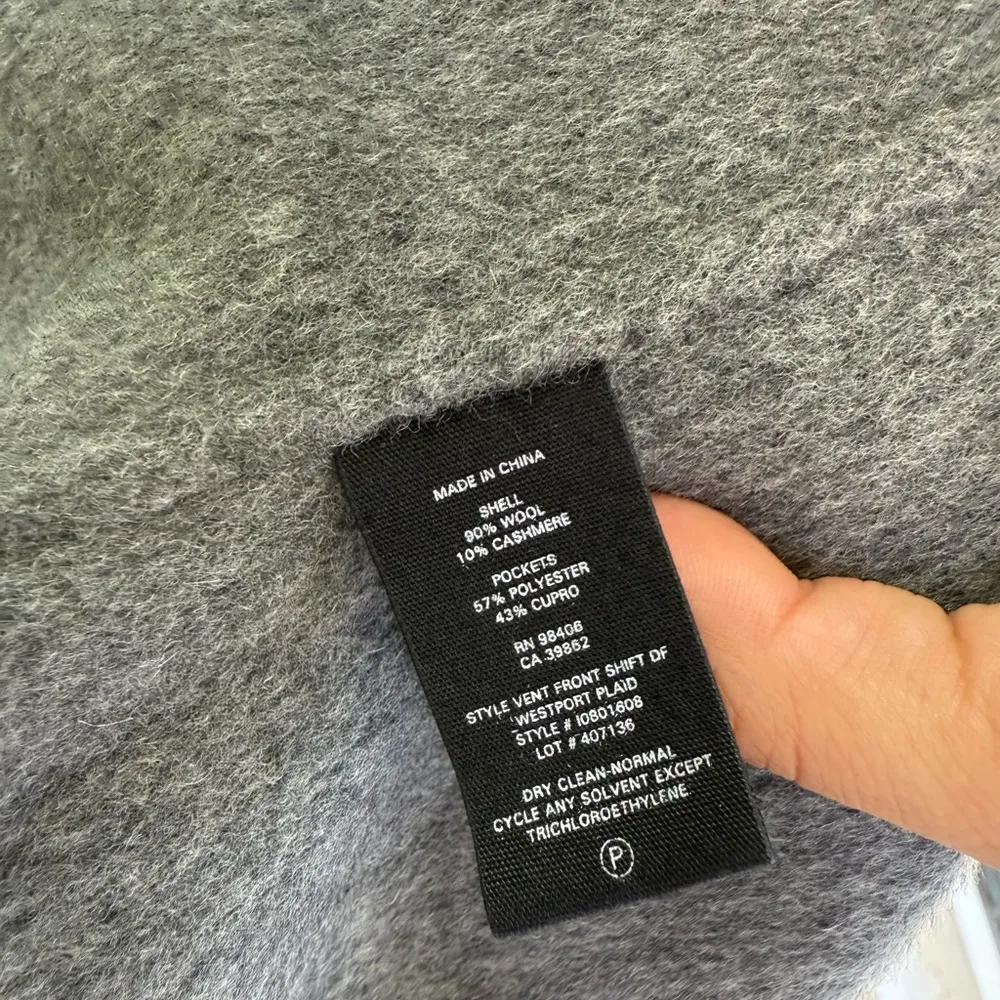 MADE IN CHINA
SHELL
90% WOOL
10% CASHMERE
POCKETS
57% POLYESTER
43% CUPRO
RN 98406
CA 39862
STYLE VENT FRONT SHIFT DF
WESTPORT PLAID
STYLE # I0801608
LOT # 407136
DRY CLEAN-NORMAL
CYCLE ANY SOLVENT EXCEPT
TRICHLOROETHYLENE
P